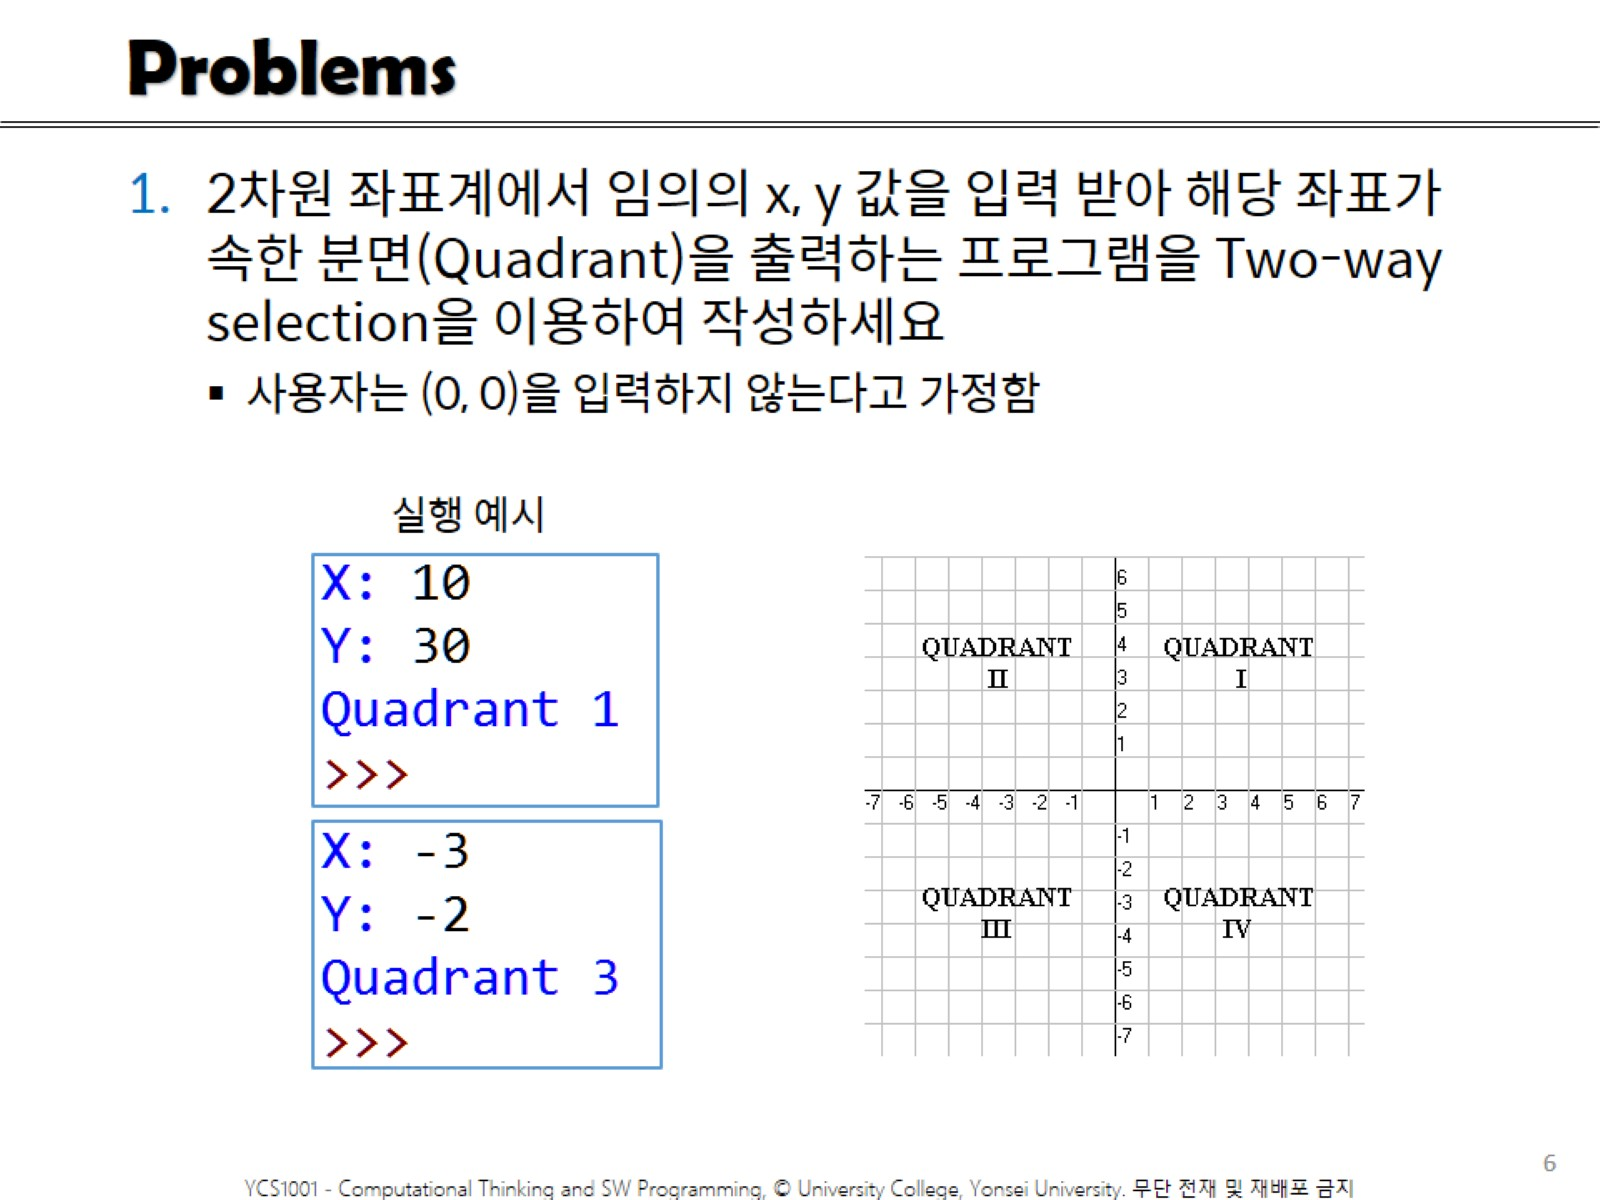 Problems
1. 2차원 좌표계에서 임의의 x, y 값을 입력 받아 해당 좌표가
속한 분면(Quadrant)을 출력하는 프로그램을 Two-way
selection을 이용하여 작성하세요
▪ 사용자는 (0, 0)을 입력하지 않는다고 가정함
실행 예시
X: 10
Y: 30
Quadrant 1
>>>
X: -3
Y: -2
Quadrant 3
>>>
6
5
QUADRANT 4 QUADRANT
II 3 I
2
1
-7 -6 -5 -4 -3 -2 -1 1 2 3 4 5 6 7
-1
-2
QUADRANT -3 QUADRANT
III -4 IV
-5
-6
-7
6
YCS1001 - Computational Thinking and SW Programming, © University College, Yonsei University. 무단 전재 및 재배포 금지